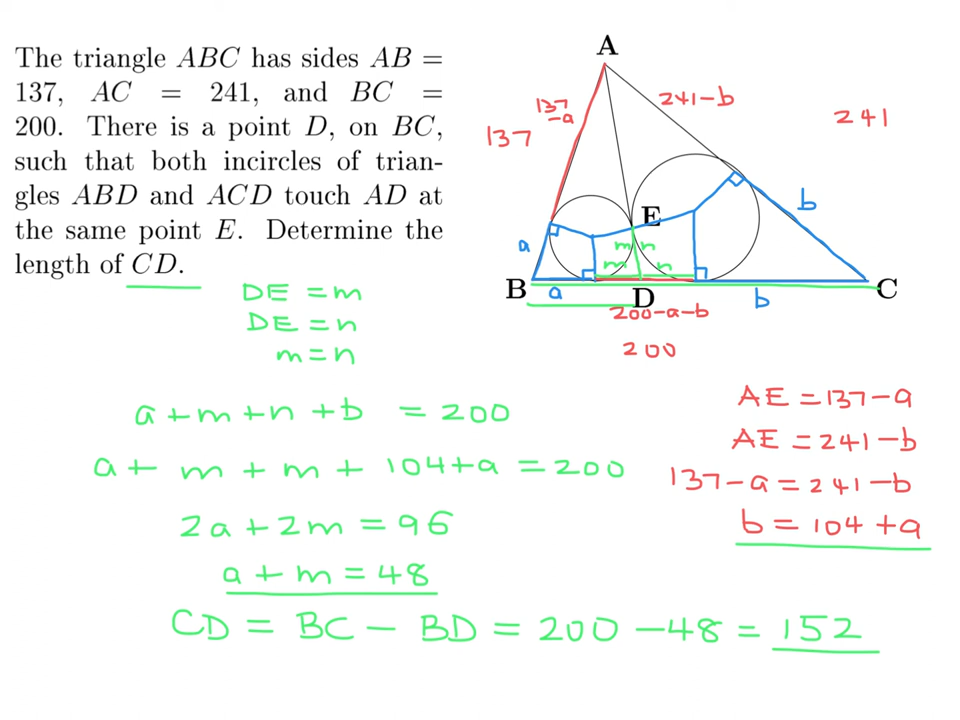 The triangle ABC has sides AB =
137, AC = 241, and BC =
200. There is a point D, on BC,
such that both incircles of trian-
gles ABD and ACD touch AD at
the same point E. Determine the
length of CD.
A
137
137
-a
241-b
241
a
b
E
m n
m n
B
a
D
b
C
200-a-b
200
DE = m
DE = n
m = n
a + m + n + b = 200
a + m + m + 104 + a = 200
2a + 2m = 96
a + m = 48
AE = 137 - a
AE = 241 - b
137 - a = 241 - b
b = 104 + a
CD = BC - BD = 200 - 48 = 152